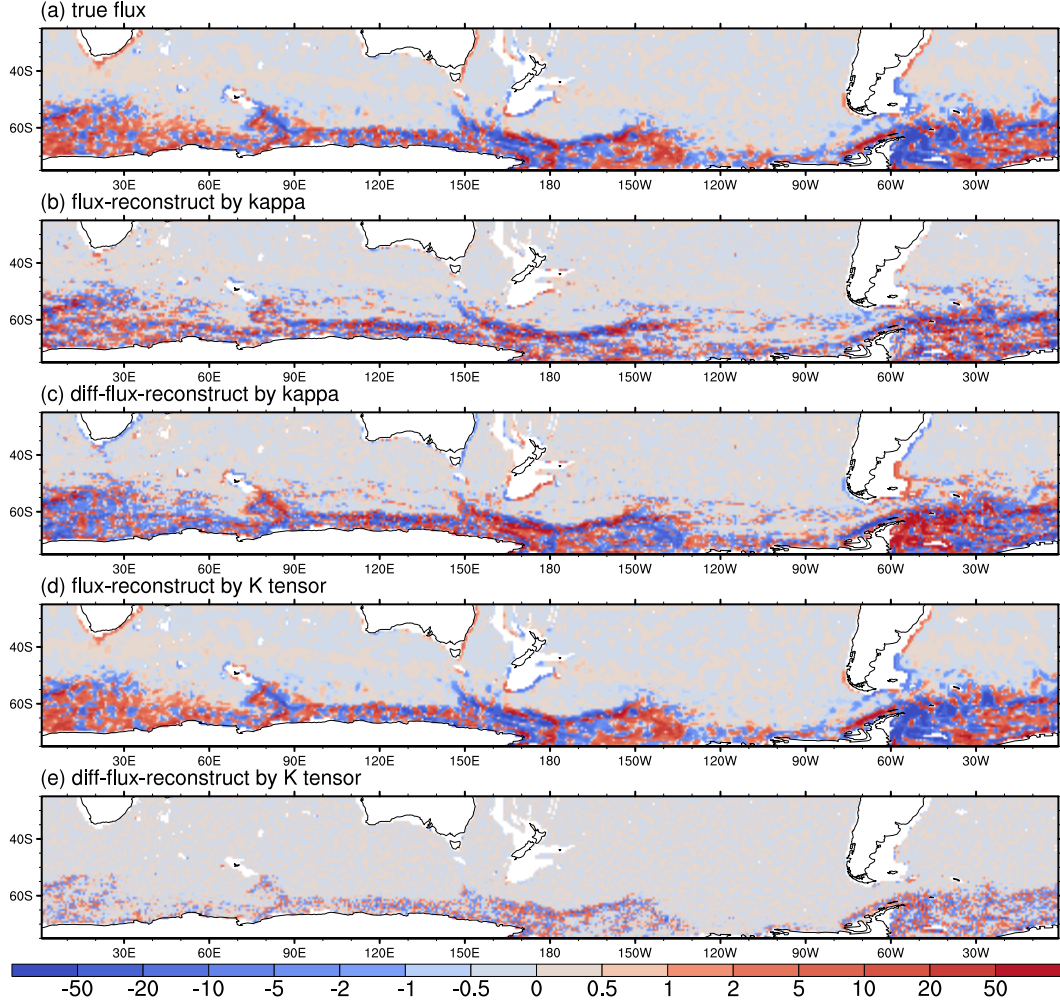 (a) true flux
40S
60S
30E 60E 90E 120E 150E 180 150W 120W 90W 60W 30W
(b) flux-reconstruct by kappa
40S
60S
30E 60E 90E 120E 150E 180 150W 120W 90W 60W 30W
(c) diff-flux-reconstruct by kappa
40S
60S
30E 60E 90E 120E 150E 180 150W 120W 90W 60W 30W
(d) flux-reconstruct by K tensor
40S
60S
30E 60E 90E 120E 150E 180 150W 120W 90W 60W 30W
(e) diff-flux-reconstruct by K tensor
40S
60S
30E 60E 90E 120E 150E 180 150W 120W 90W 60W 30W
-50 -20 -10 -5 -2 -1 -0.5 0 0.5 1 2 5 10 20 50